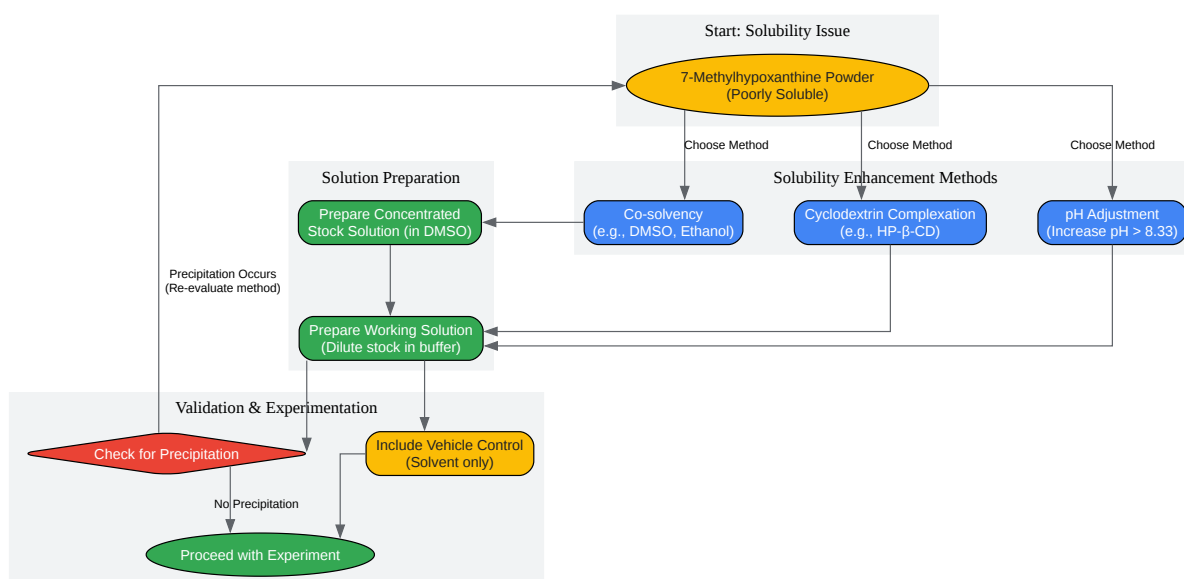 Start: Solubility Issue
7-Methylhypoxanthine Powder
(Poorly Soluble)
Choose Method
Choose Method
Choose Method
Solution Preparation
Solubility Enhancement Methods
Prepare Concentrated
Stock Solution (in DMSO)
Co-solvency
(e.g., DMSO, Ethanol)
Cyclodextrin Complexation
(e.g., HP-β-CD)
pH Adjustment
(Increase pH > 8.33)
Precipitation Occurs
(Re-evaluate method)
Prepare Working Solution
(Dilute stock in buffer)
Validation & Experimentation
Check for Precipitation
Include Vehicle Control
(Solvent only)
No Precipitation
Proceed with Experiment